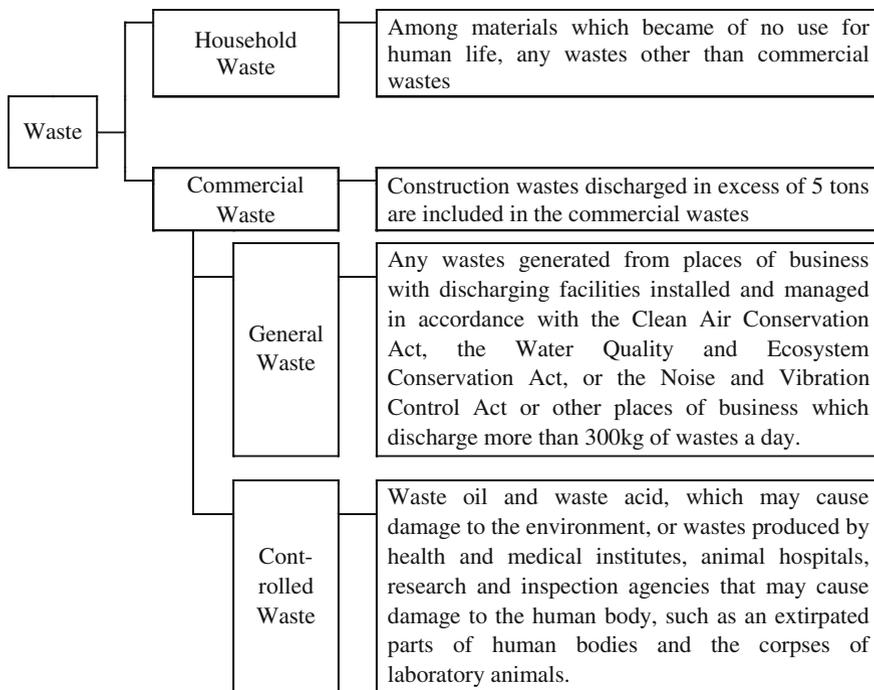 Waste
Household
Waste
Among materials which became of no use for
human life, any wastes other than commercial
wastes
Commercial
Waste
Construction wastes discharged in excess of 5 tons
are included in the commercial wastes
General
Waste
Any wastes generated from places of business
with discharging facilities installed and managed
in accordance with the Clean Air Conservation
Act, the Water Quality and Ecosystem
Conservation Act, or the Noise and Vibration
Control Act or other places of business which
discharge more than 300kg of wastes a day.
Cont-
rolled
Waste
Waste oil and waste acid, which may cause
damage to the environment, or wastes produced by
health and medical institutes, animal hospitals,
research and inspection agencies that may cause
damage to the human body, such as an extirpated
parts of human bodies and the corpses of
laboratory animals.